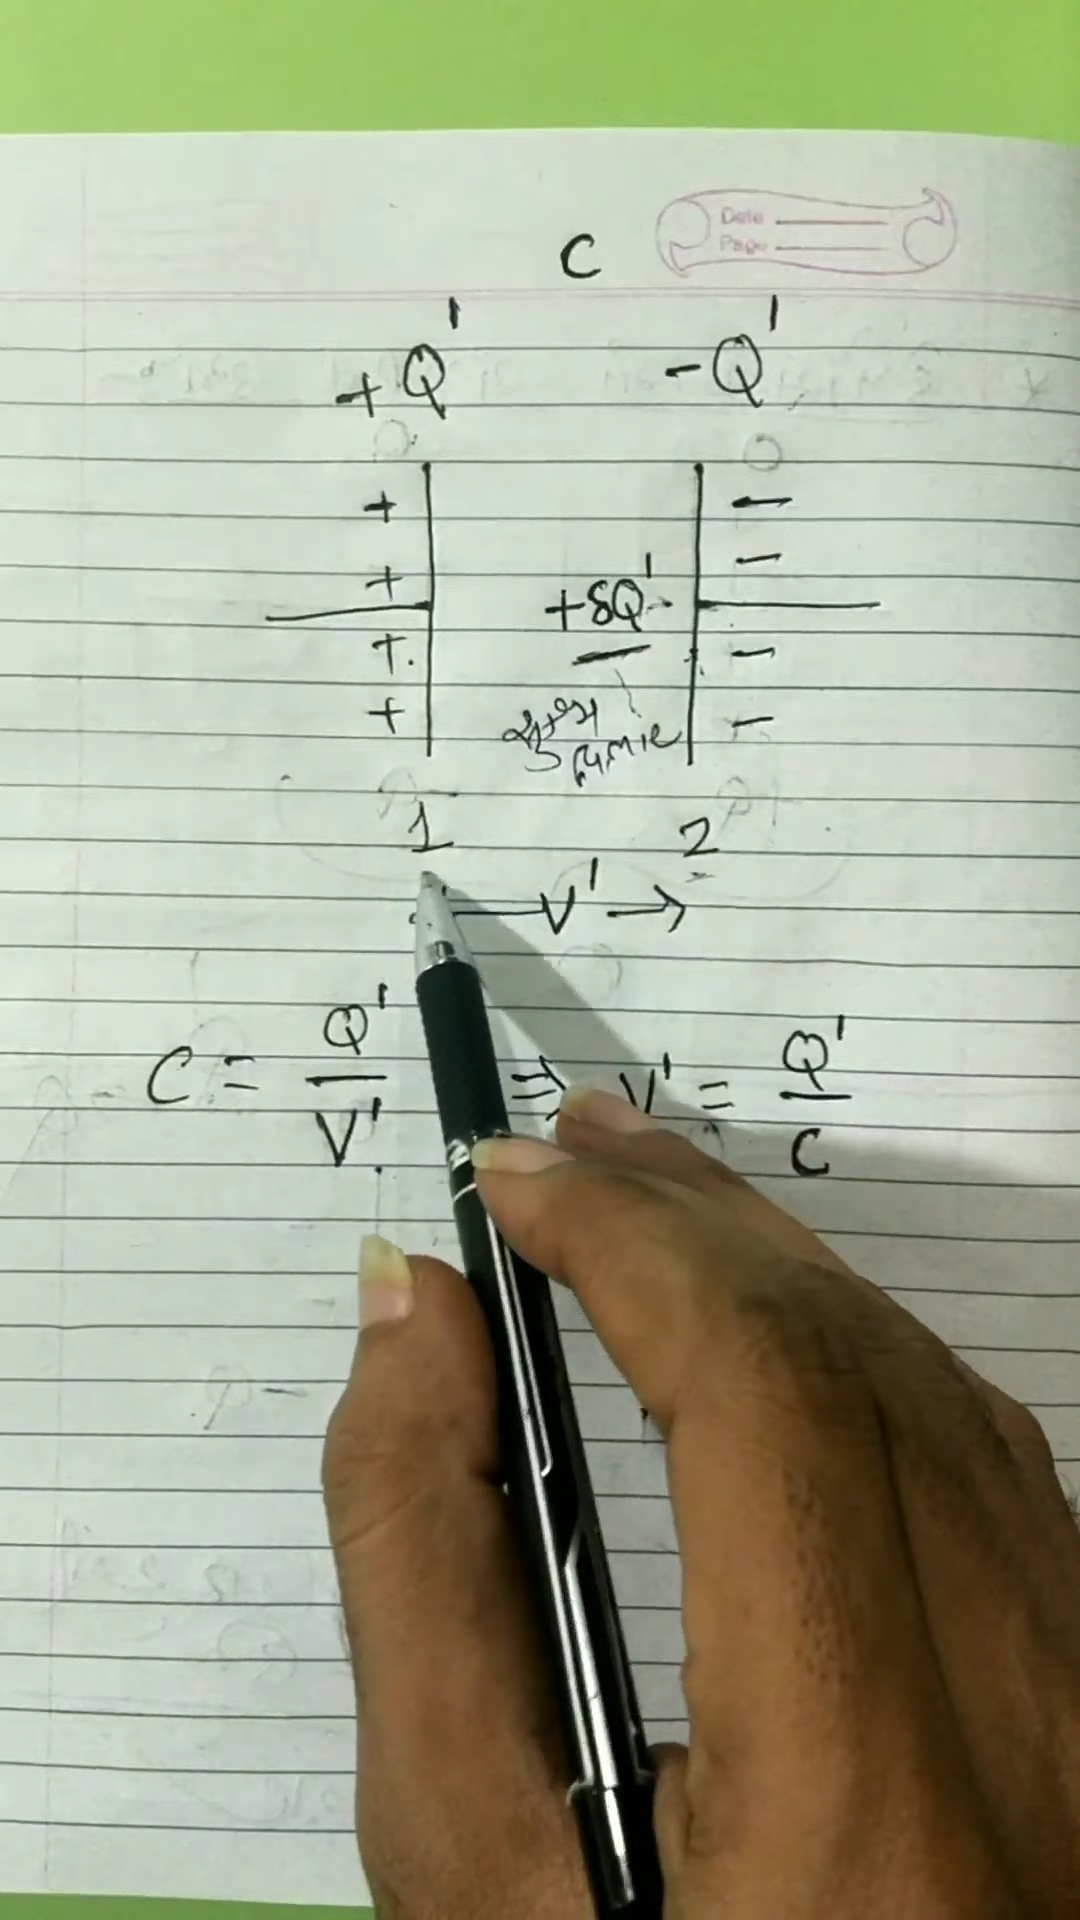 Date
Page
C
+Q' -Q'
+ -
+ -
+δQ'
+ -
+ -
1 2
V' →
C = Q'/V' ⇒ V' = Q'/C